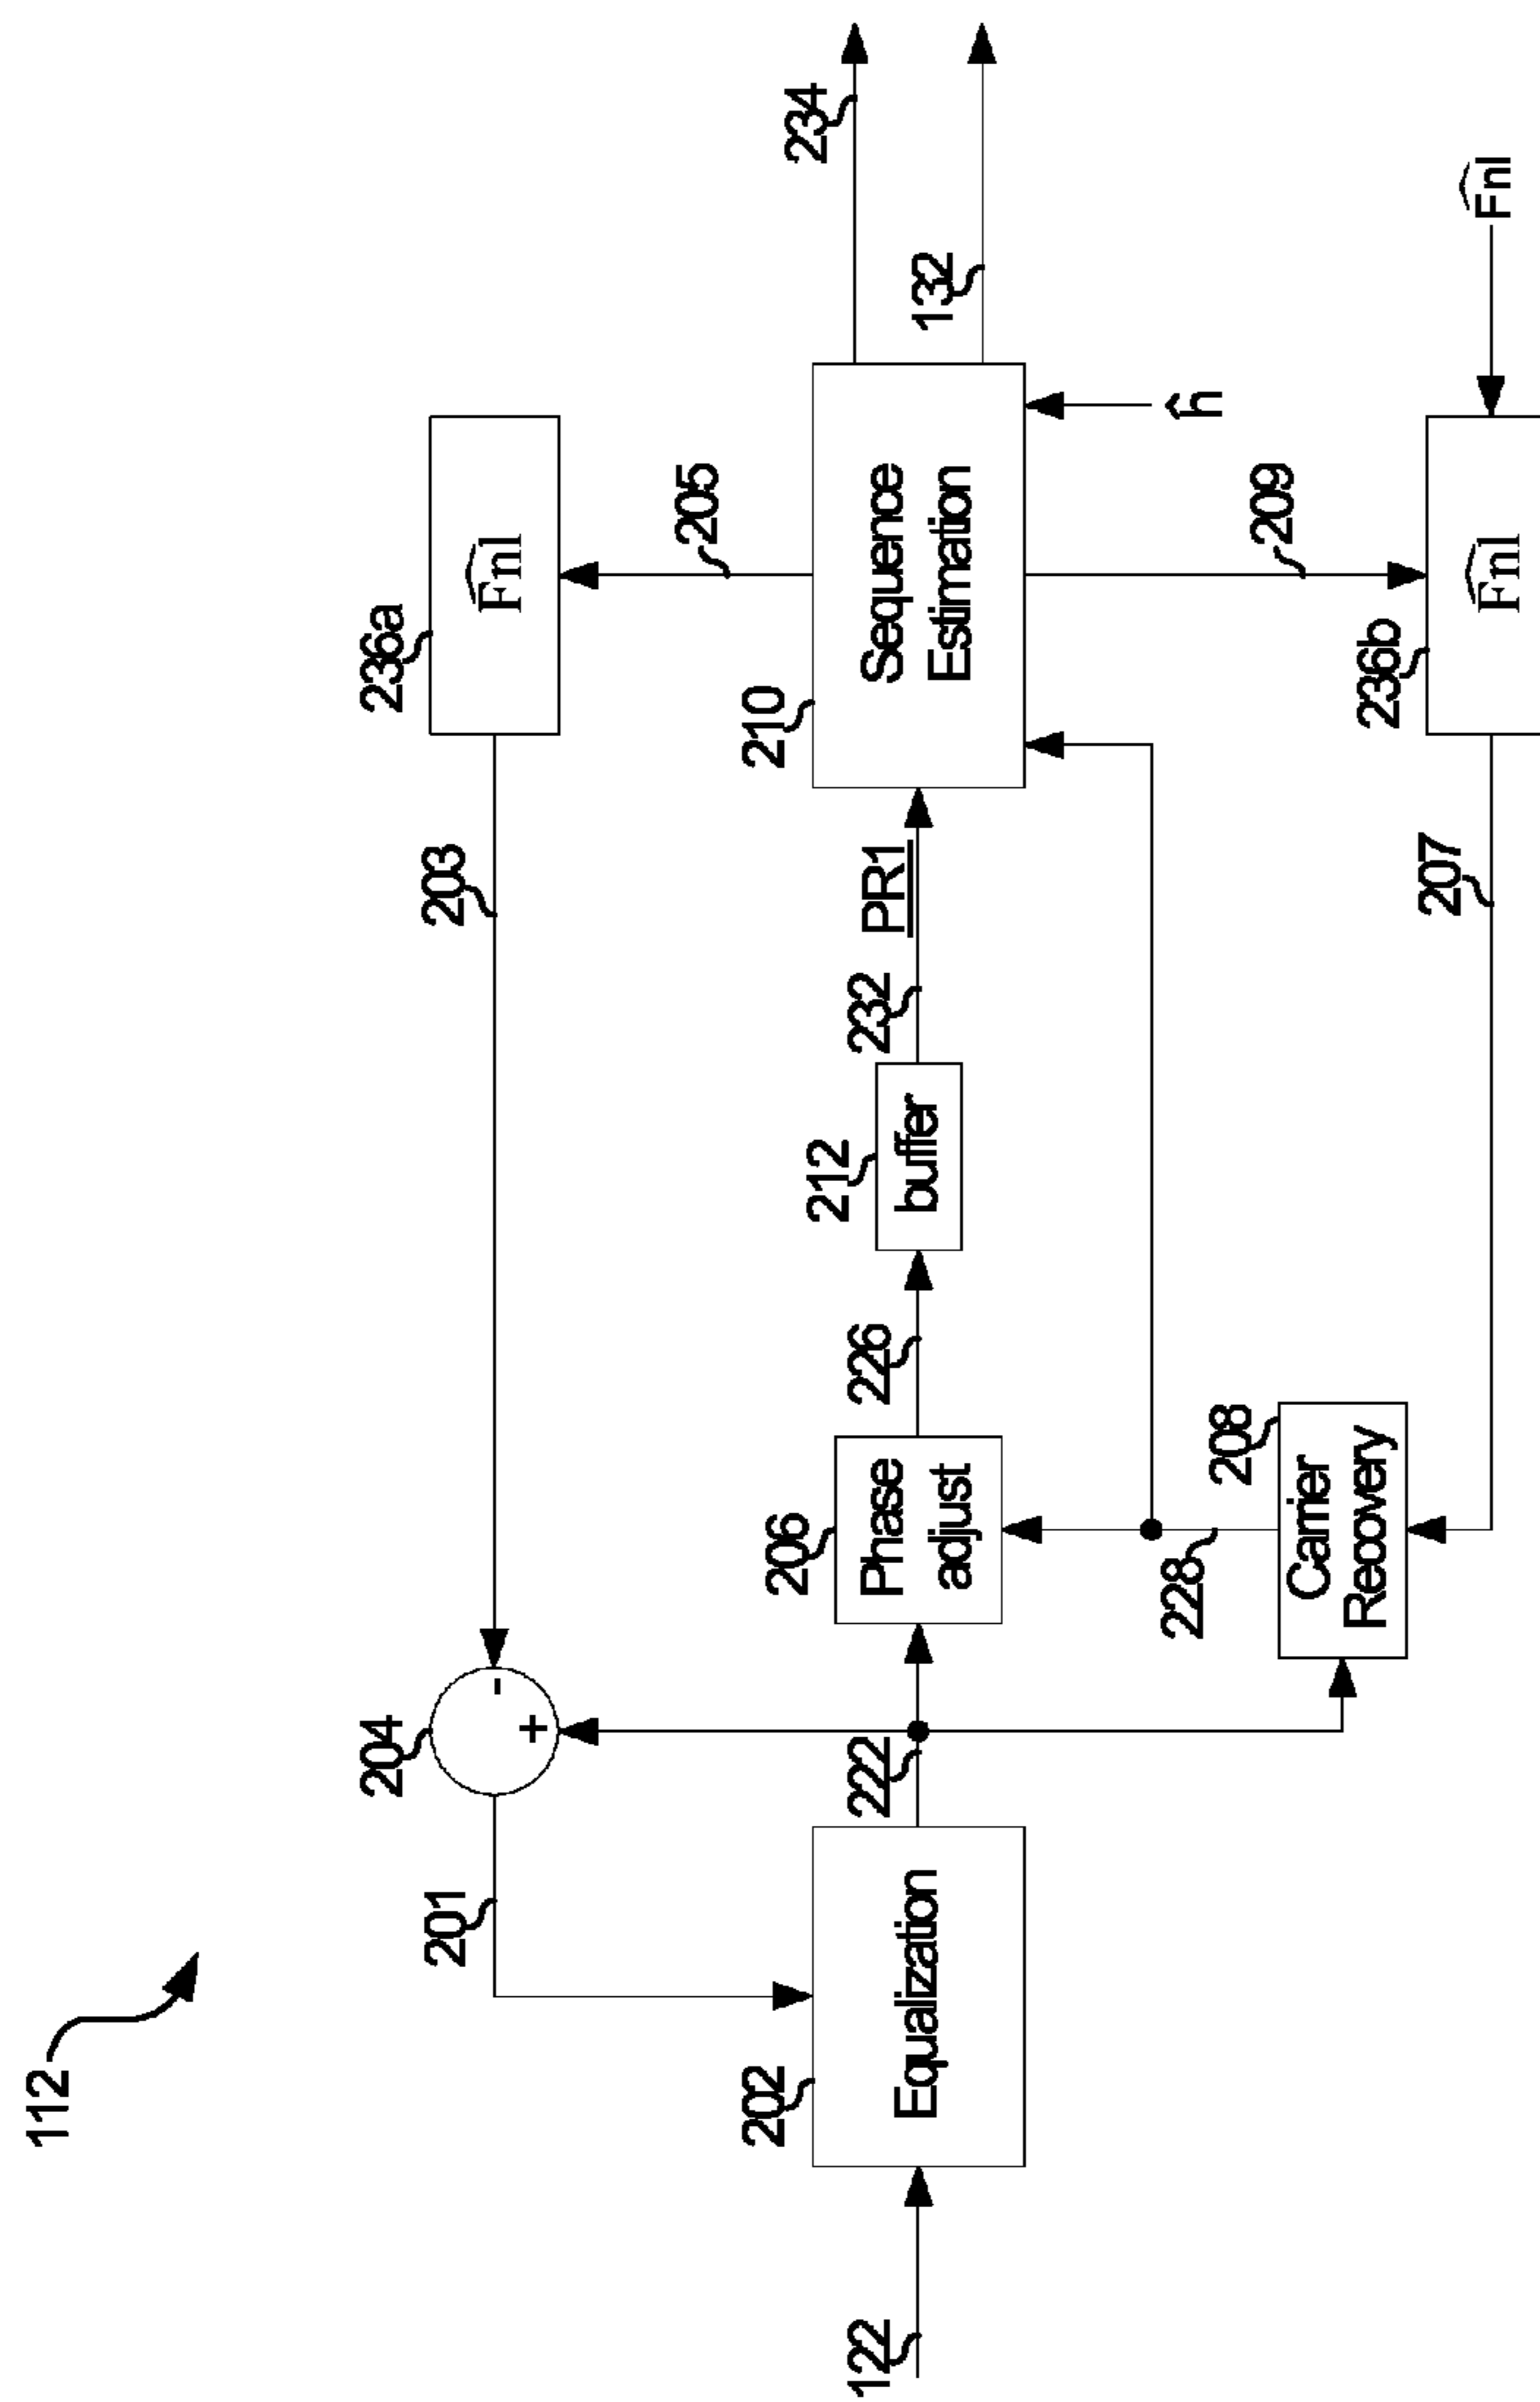 112
204
201
203
236a
F̂nl
205
234
202
Equalization
122
222
206
Phase
adjust
226
212
buffer
232
PR1
210
Sequence
Estimation
132
ĥ
228
208
Carrier
Recovery
207
209
236b
F̂nl
F̂nl
+
-